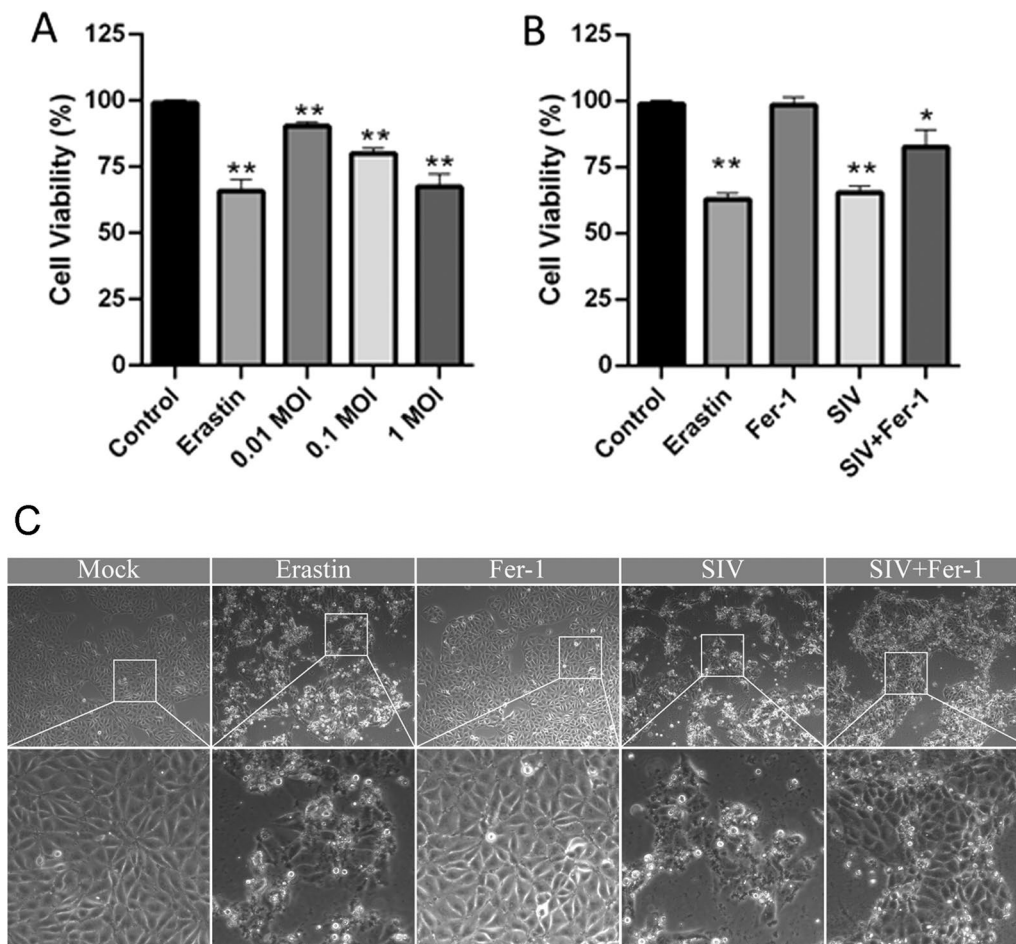 A
B
Cell Viability (%)
125
100
75
50
25
0
**
**
**
**
Control
Erastin
0.01 MOI
0.1 MOI
1 MOI
Cell Viability (%)
125
100
75
50
25
0
**
**
*
Control
Erastin
Fer-1
SIV
SIV+Fer-1
C
Mock Erastin Fer-1 SIV SIV+Fer-1